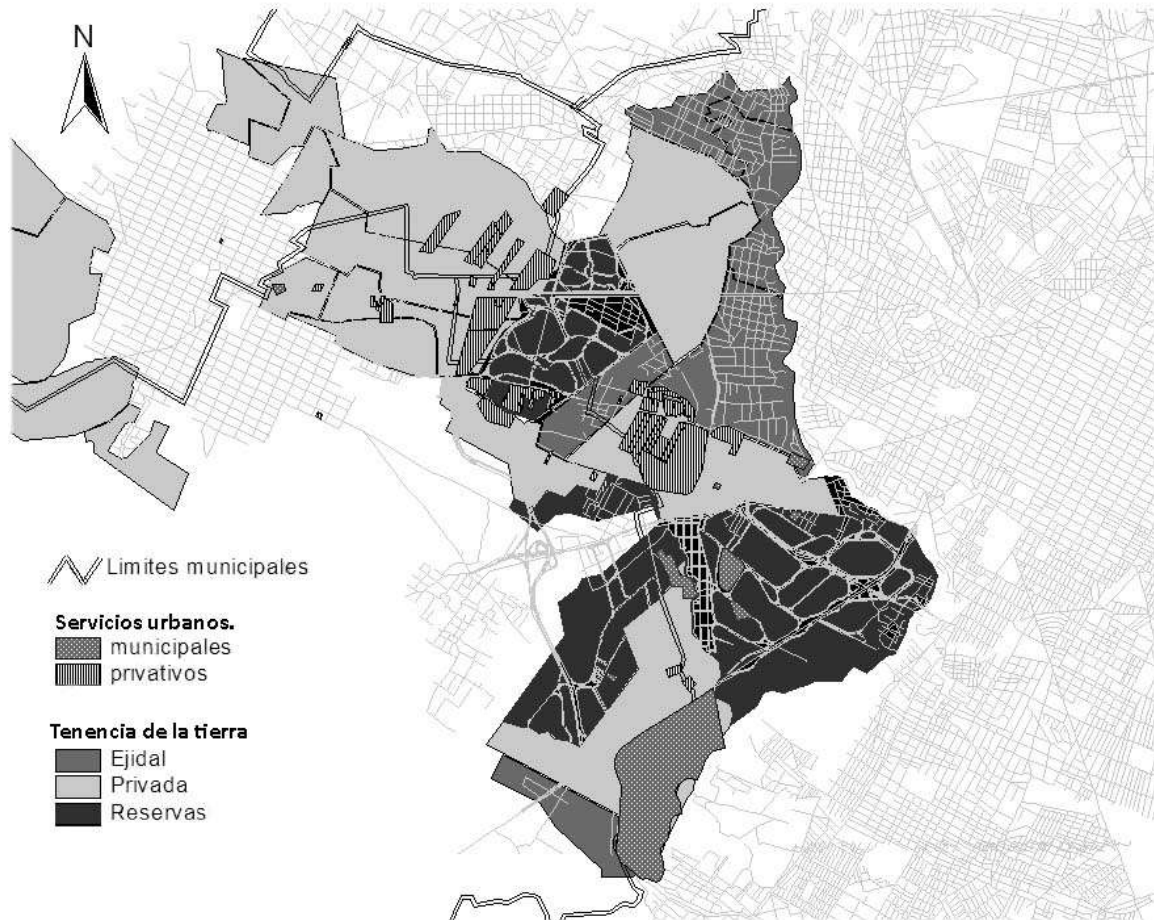 N
Limites municipales
Servicios urbanos.
municipales
privativos
Tenencia de la tierra
Ejidal
Privada
Reservas